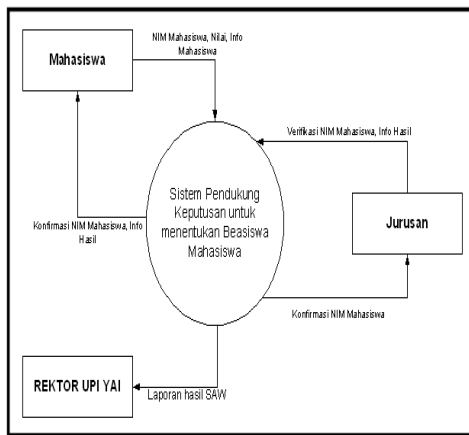 NIM Mahasiswa, Nilai, Info
Mahasiswa
Mahasiswa
Verifikasi NIM Mahasiswa, Info Hasil
Sistem Pendukung
Keputusan untuk
menentukan Beasiswa
Mahasiswa
Jurusan
Konfirmasi NIM Mahasiswa, Info
Hasil
Konfirmasi NIM Mahasiswa
REKTOR UPI YAI
Laporan hasil SAW